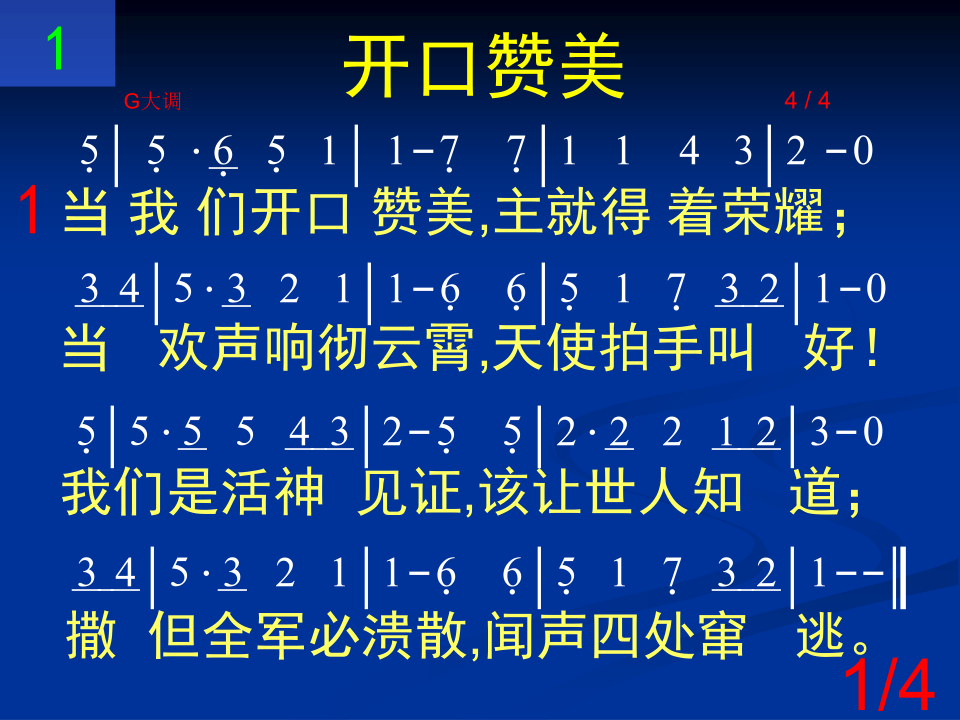 1
开口赞美
G大调 4 / 4
5̣ | 5̣ · 6̣ 5̣ 1 | 1 - 7̣ 7̣ | 1 1 4 3 | 2 - 0
1 当 我 们开口 赞美,主就得 着荣耀；
3 4 | 5 · 3 2 1 | 1 - 6̣ 6̣ | 5̣ 1 7̣ 3 2 | 1 - 0
当 欢声响彻云霄,天使拍手叫 好！
5̣ | 5 · 5 5 4 3 | 2 - 5̣ 5̣ | 2 · 2 2 1 2 | 3 - 0
我们是活神 见证,该让世人知 道；
3 4 | 5 · 3 2 1 | 1 - 6̣ 6̣ | 5̣ 1 7̣ 3 2 | 1 - - ‖
撒 但全军必溃散,闻声四处窜 逃。
1/4